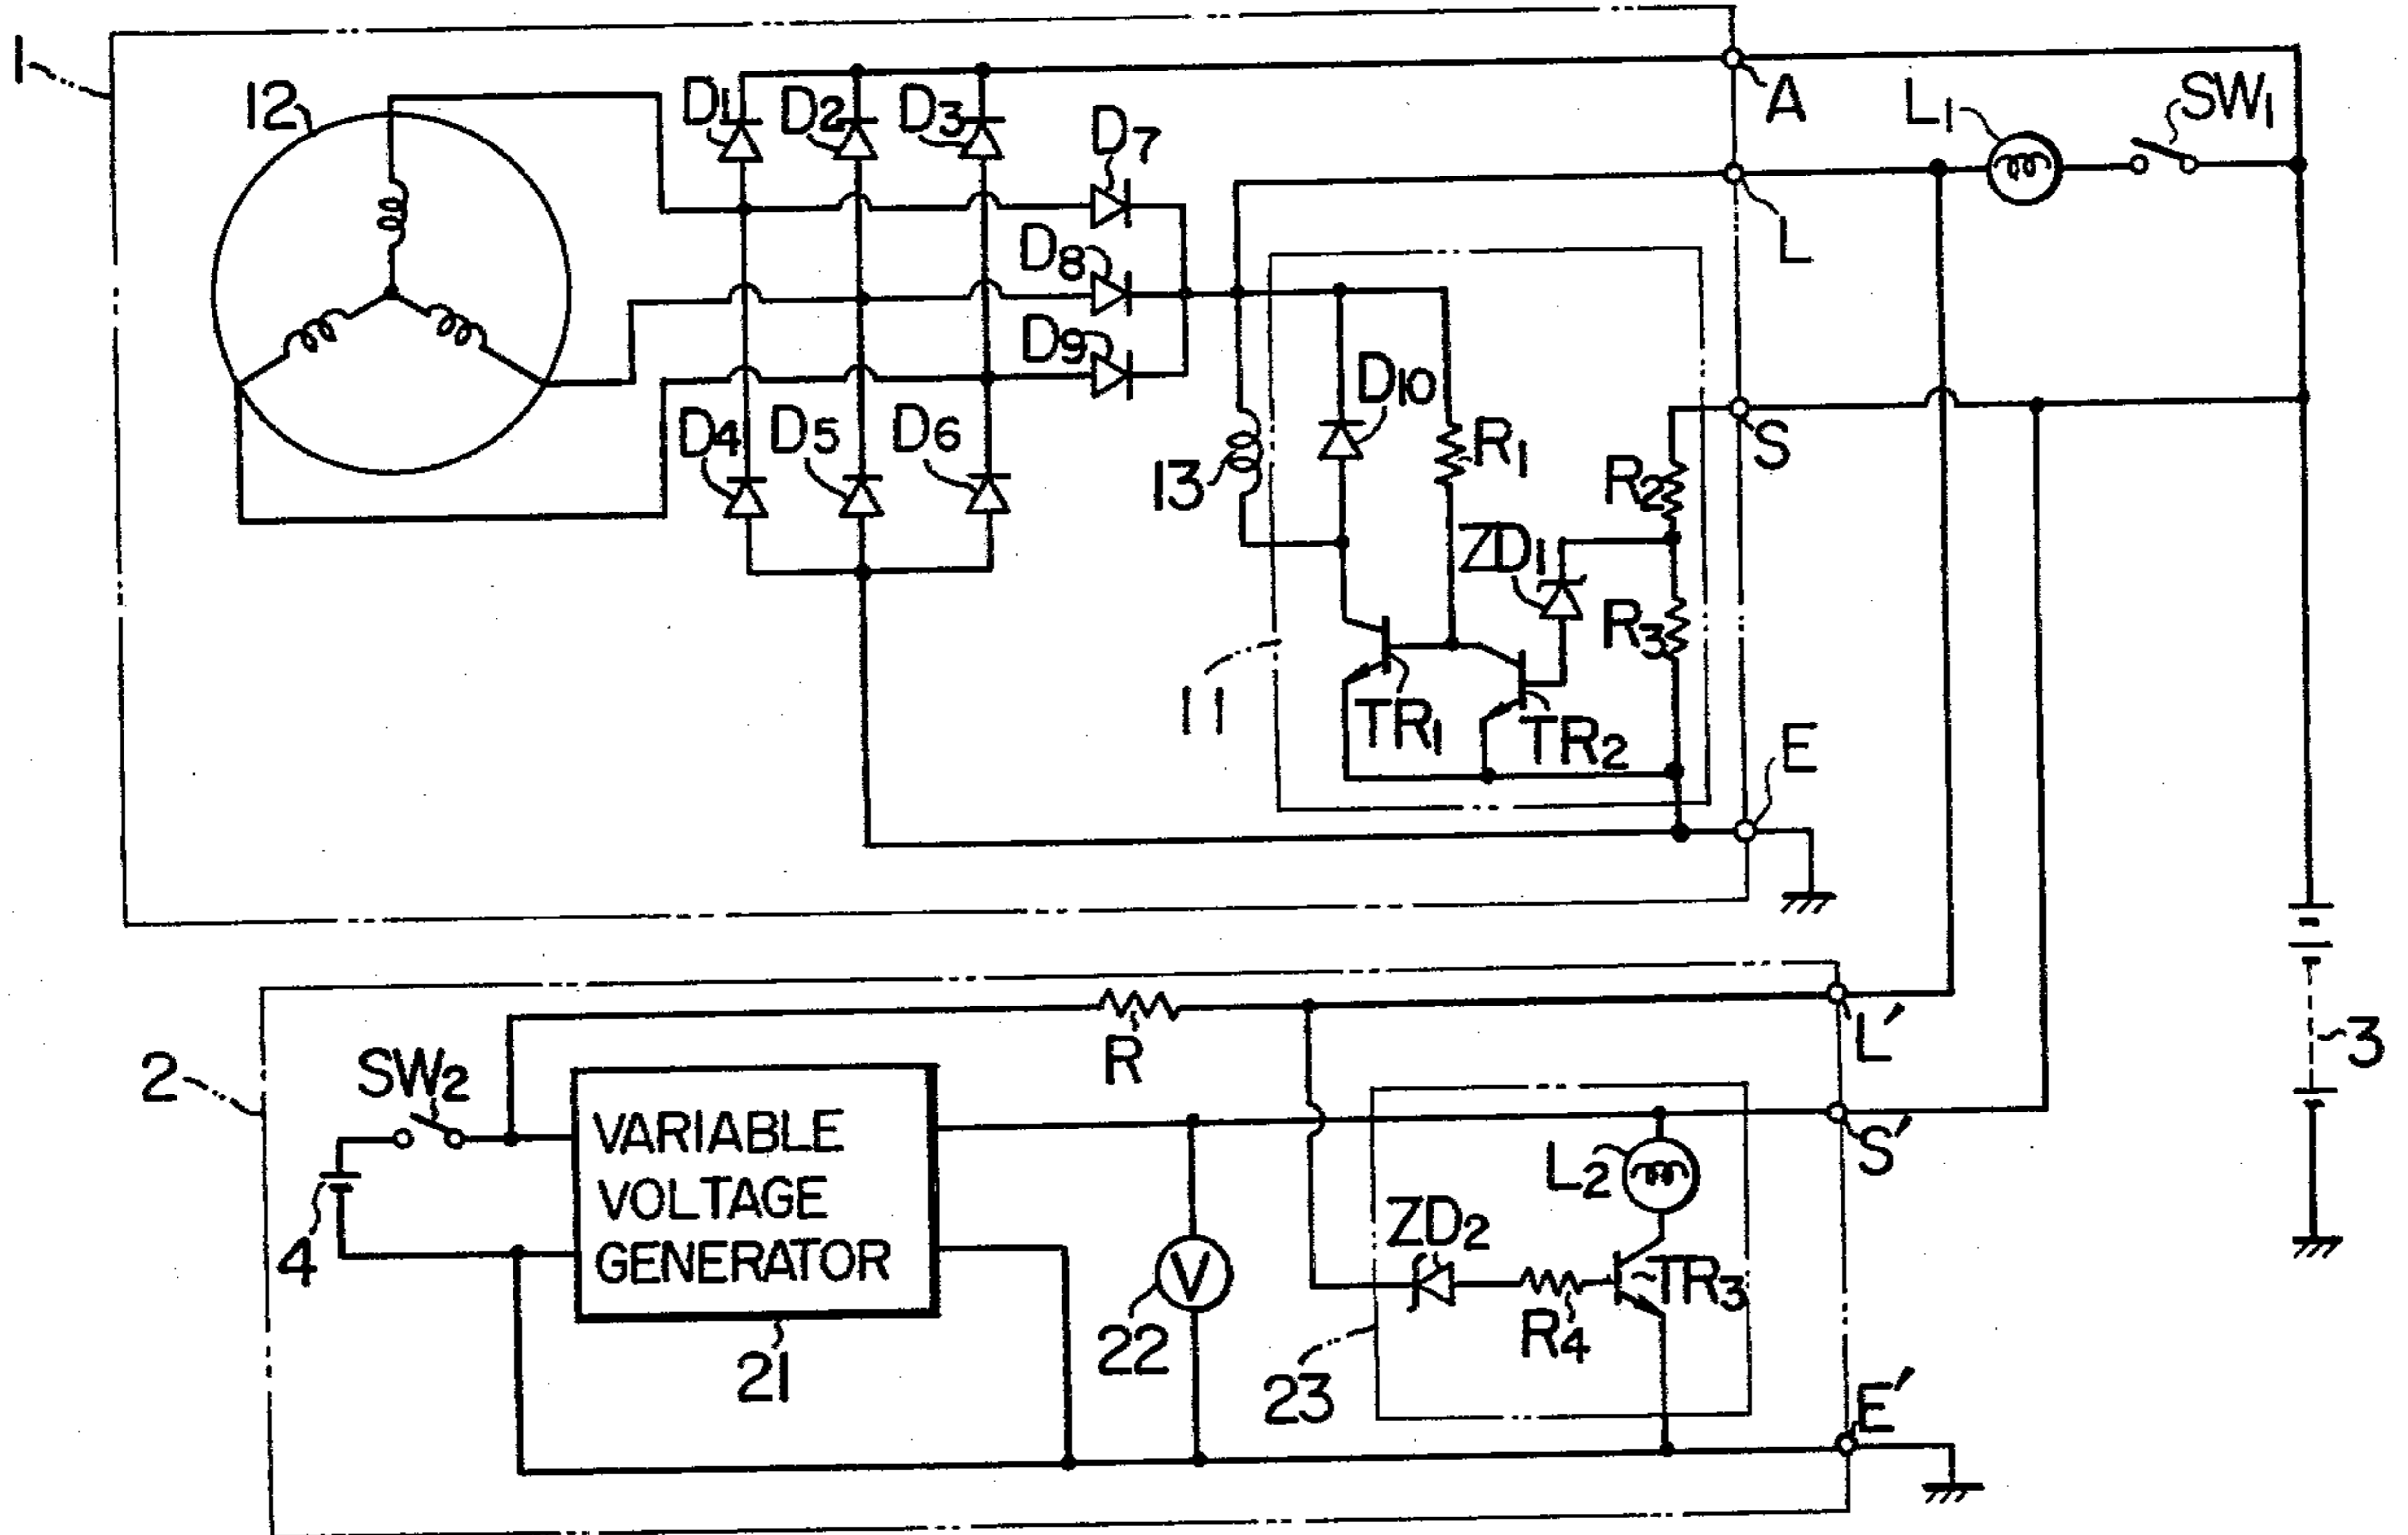 1
12
D1
D2
D3
D7
A
L1
SW1
D8
L
D9
D10
D4
D5
D6
13
R1
S
R2
ZD1
R3
11
TR1
TR2
E
2
R
L'
3
SW2
VARIABLE
VOLTAGE
GENERATOR
4
21
22
S'
L2
ZD2
TR3
R4
23
E'